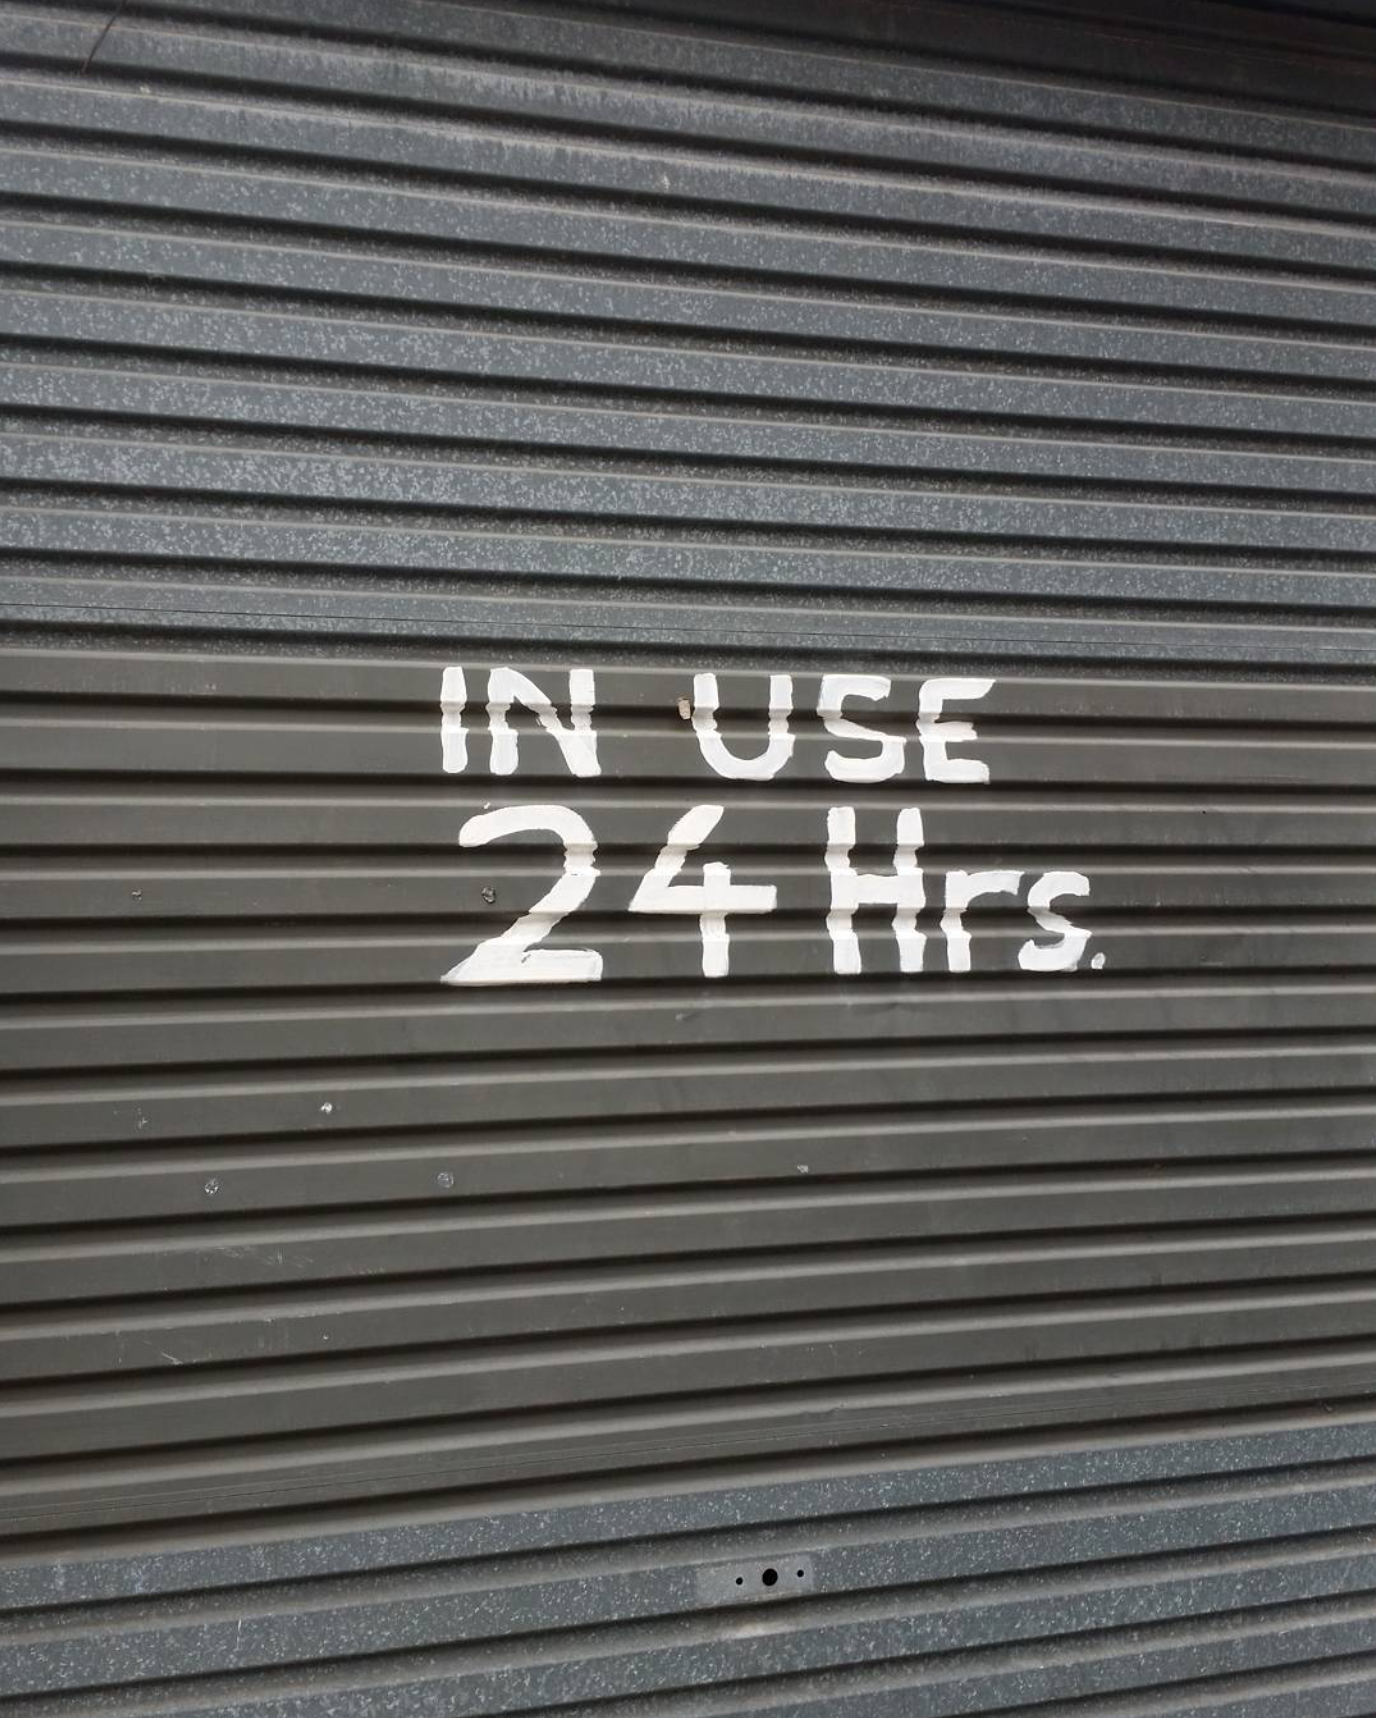 IN USE
24 Hrs.